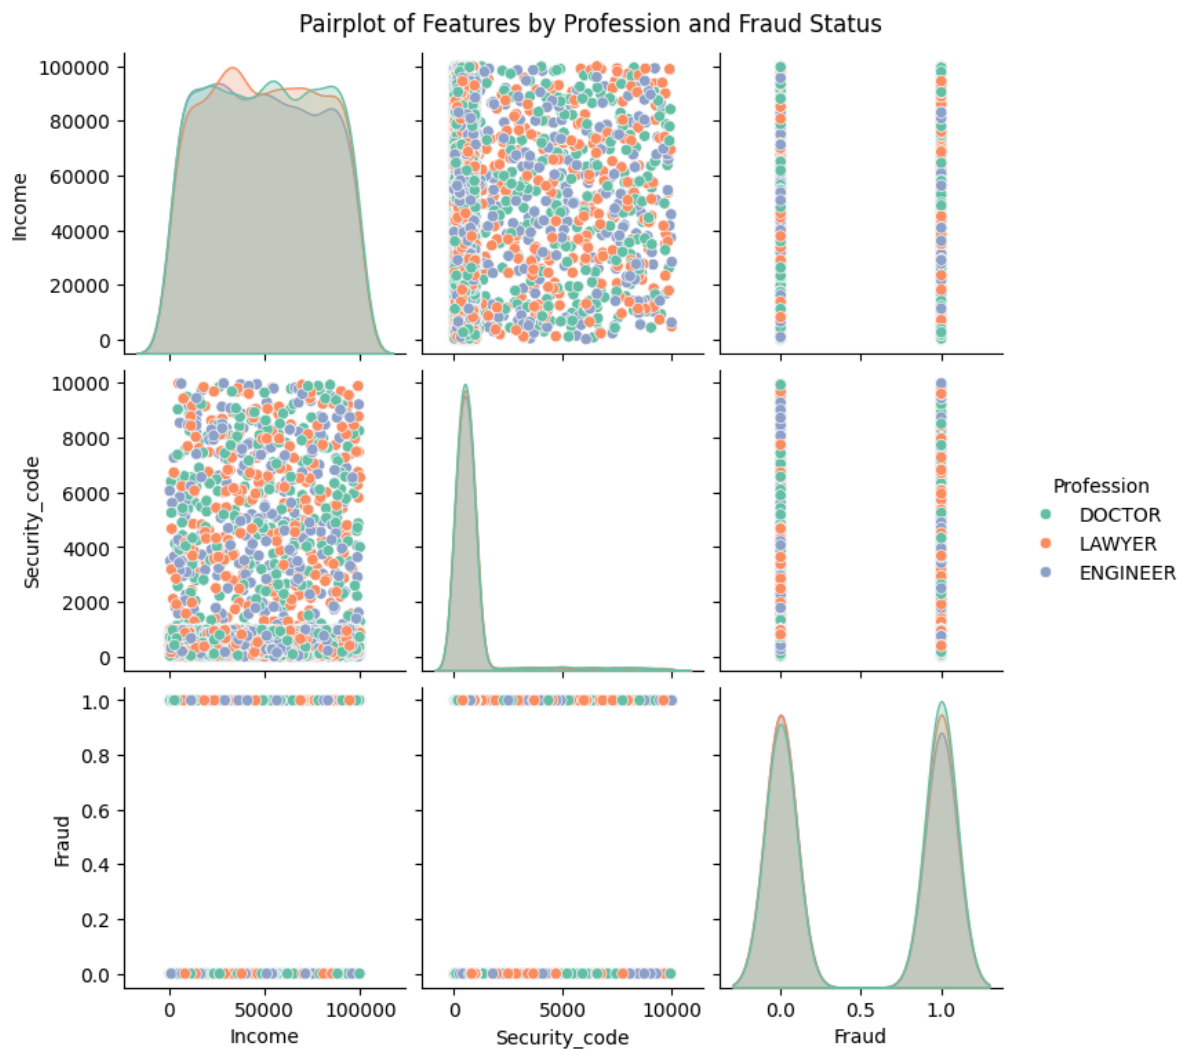 Pairplot of Features by Profession and Fraud Status
100000
80000
60000
40000
20000
0
Income
10000
8000
6000
4000
2000
0
Security_code
Profession
DOCTOR
LAWYER
ENGINEER
1.0
0.8
0.6
0.4
0.2
0.0
Fraud
0 50000 100000
0 5000 10000
0.0 0.5 1.0
Income
Security_code
Fraud